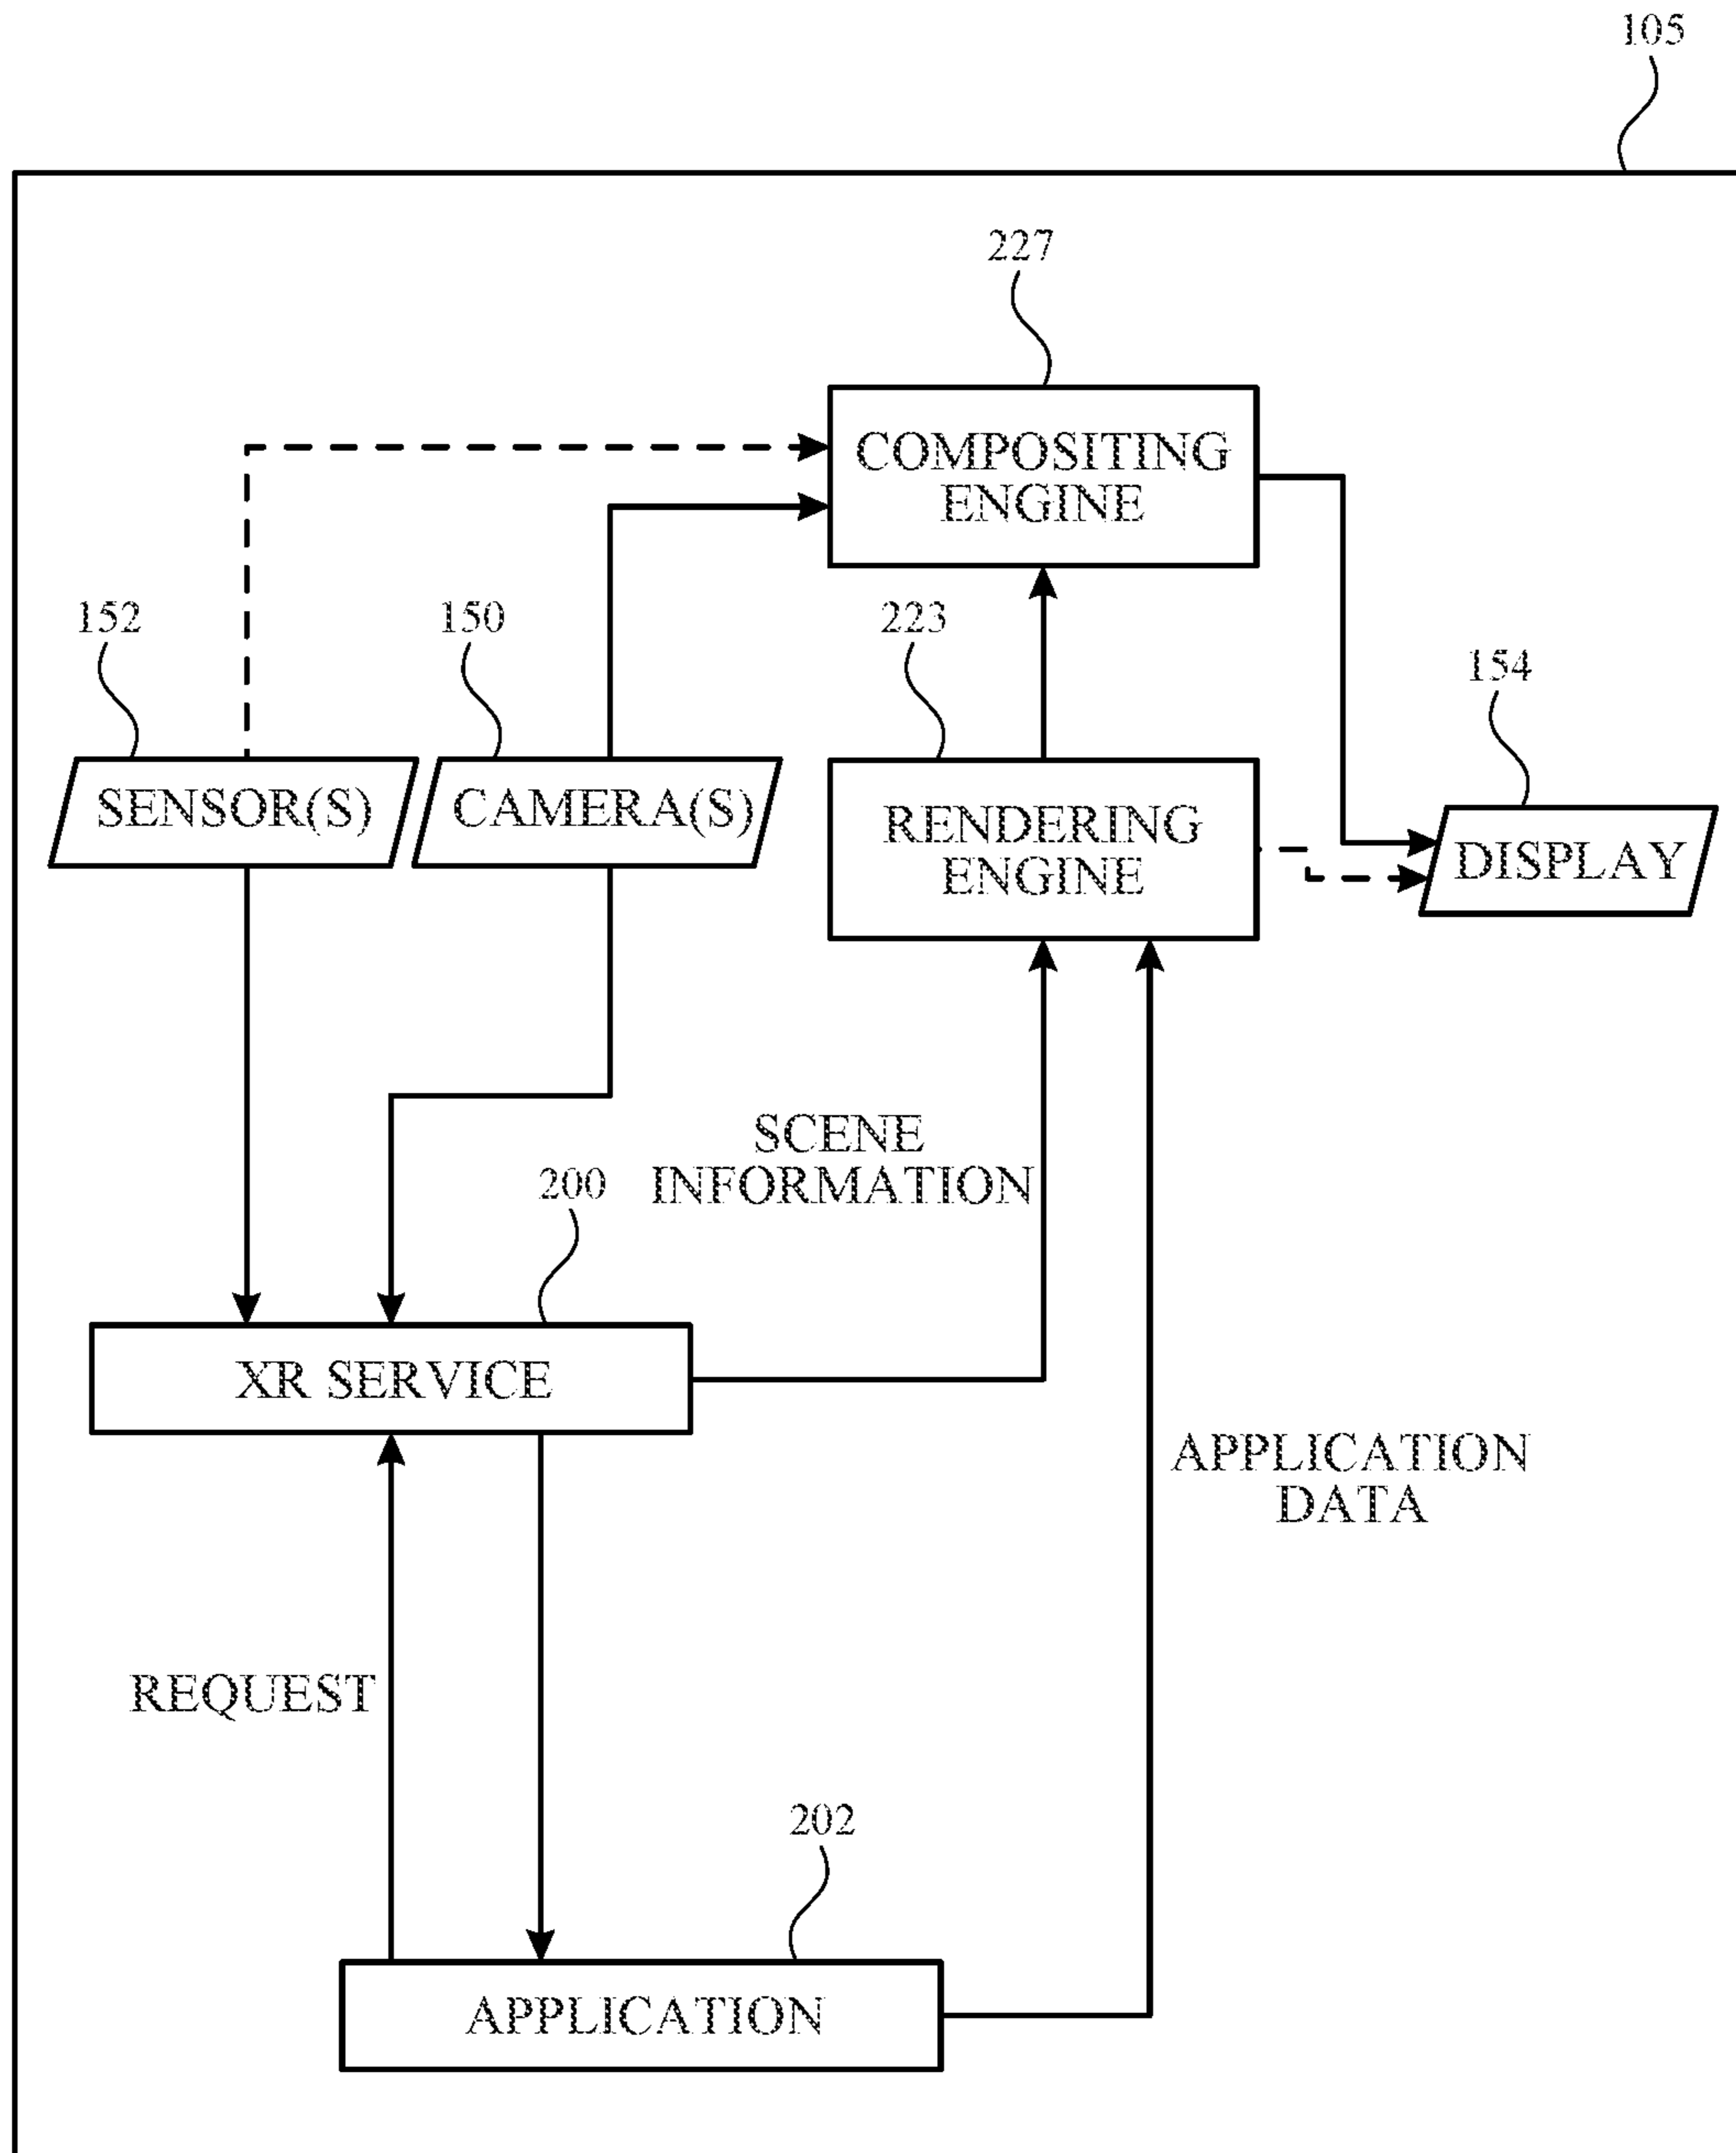 105
227
COMPOSITING
ENGINE
152
150
223
154
SENSOR(S)
CAMERA(S)
RENDERING
ENGINE
DISPLAY
SCENE
INFORMATION
200
XR SERVICE
APPLICATION
DATA
REQUEST
202
APPLICATION